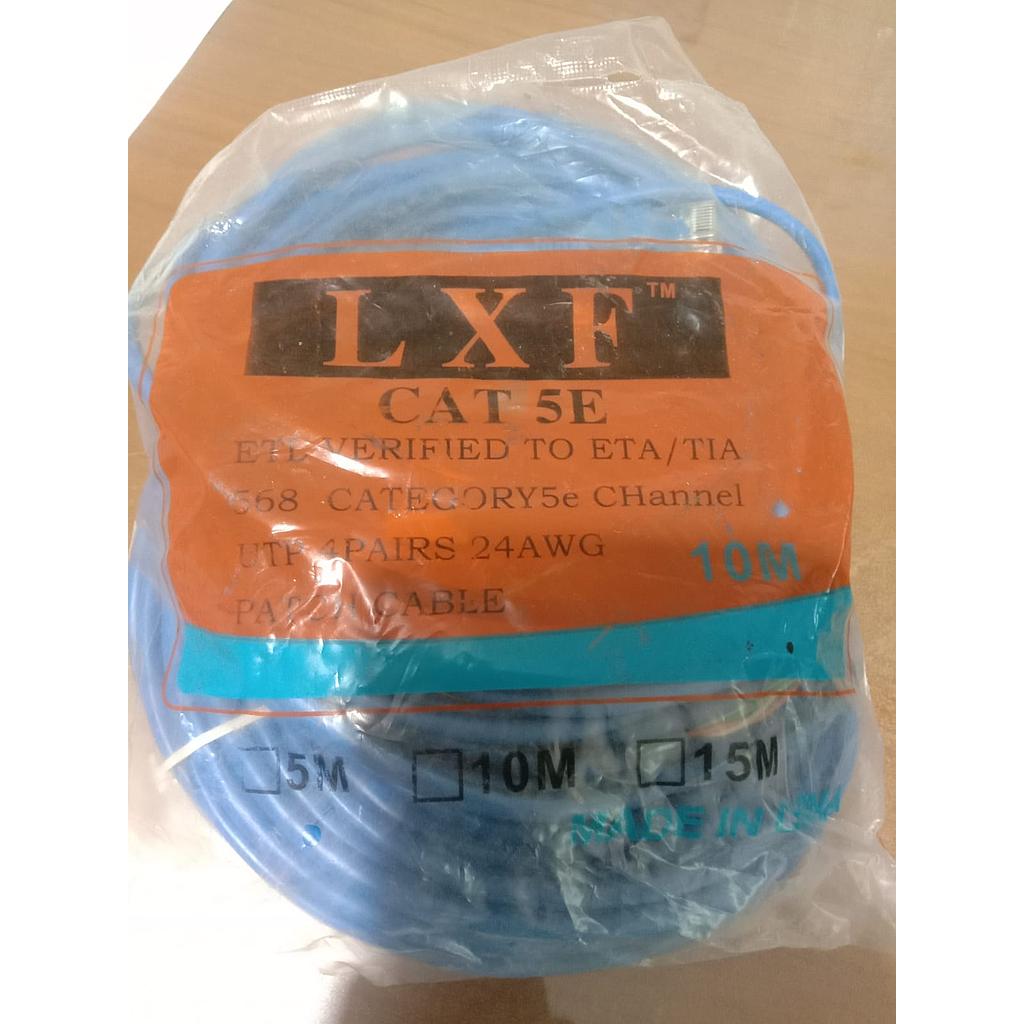 LXF™
CAT 5E
ETL VERIFIED TO ETA/TIA
568 CATEGORY5e CHannel
UTP 4PAIRS 24AWG
10M
PATCH CABLE
5M 10M 15M
MADE IN